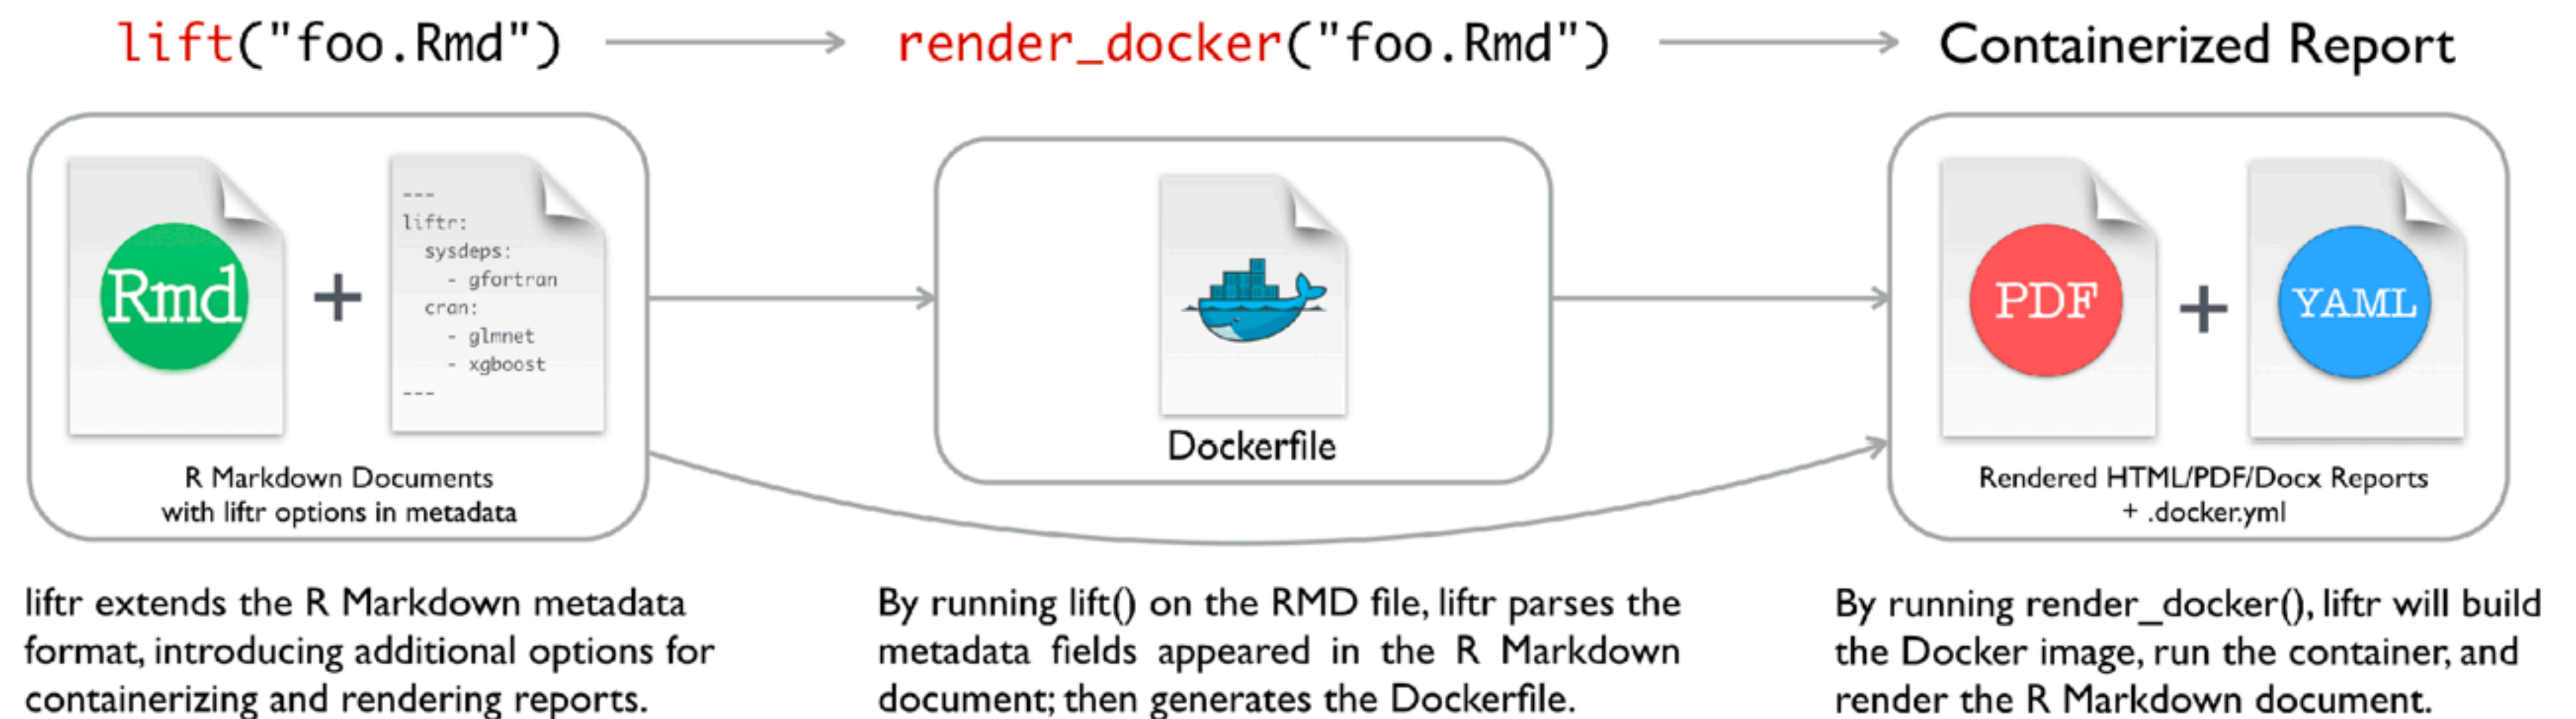 lift("foo.Rmd")
render_docker("foo.Rmd")
Containerized Report
Rmd
+
---
liftr:
  sysdeps:
    - gfortran
  cran:
    - glmnet
    - xgboost
---
R Markdown Documents
with liftr options in metadata
Dockerfile
PDF
+
YAML
Rendered HTML/PDF/Docx Reports
+ .docker.yml
liftr extends the R Markdown metadata
format, introducing additional options for
containerizing and rendering reports.
By running lift() on the RMD file, liftr parses the
metadata fields appeared in the R Markdown
document; then generates the Dockerfile.
By running render_docker(), liftr will build
the Docker image, run the container, and
render the R Markdown document.